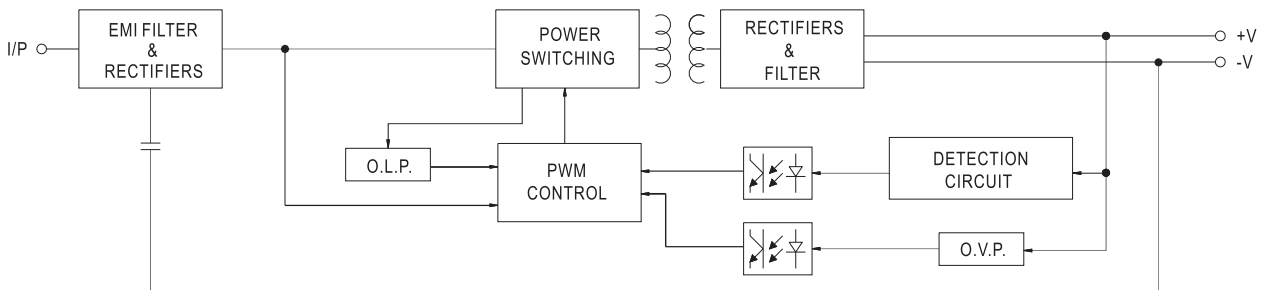 I/P
EMI FILTER
&
RECTIFIERS
POWER
SWITCHING
RECTIFIERS
&
FILTER
+V
-V
O.L.P.
PWM
CONTROL
DETECTION
CIRCUIT
O.V.P.